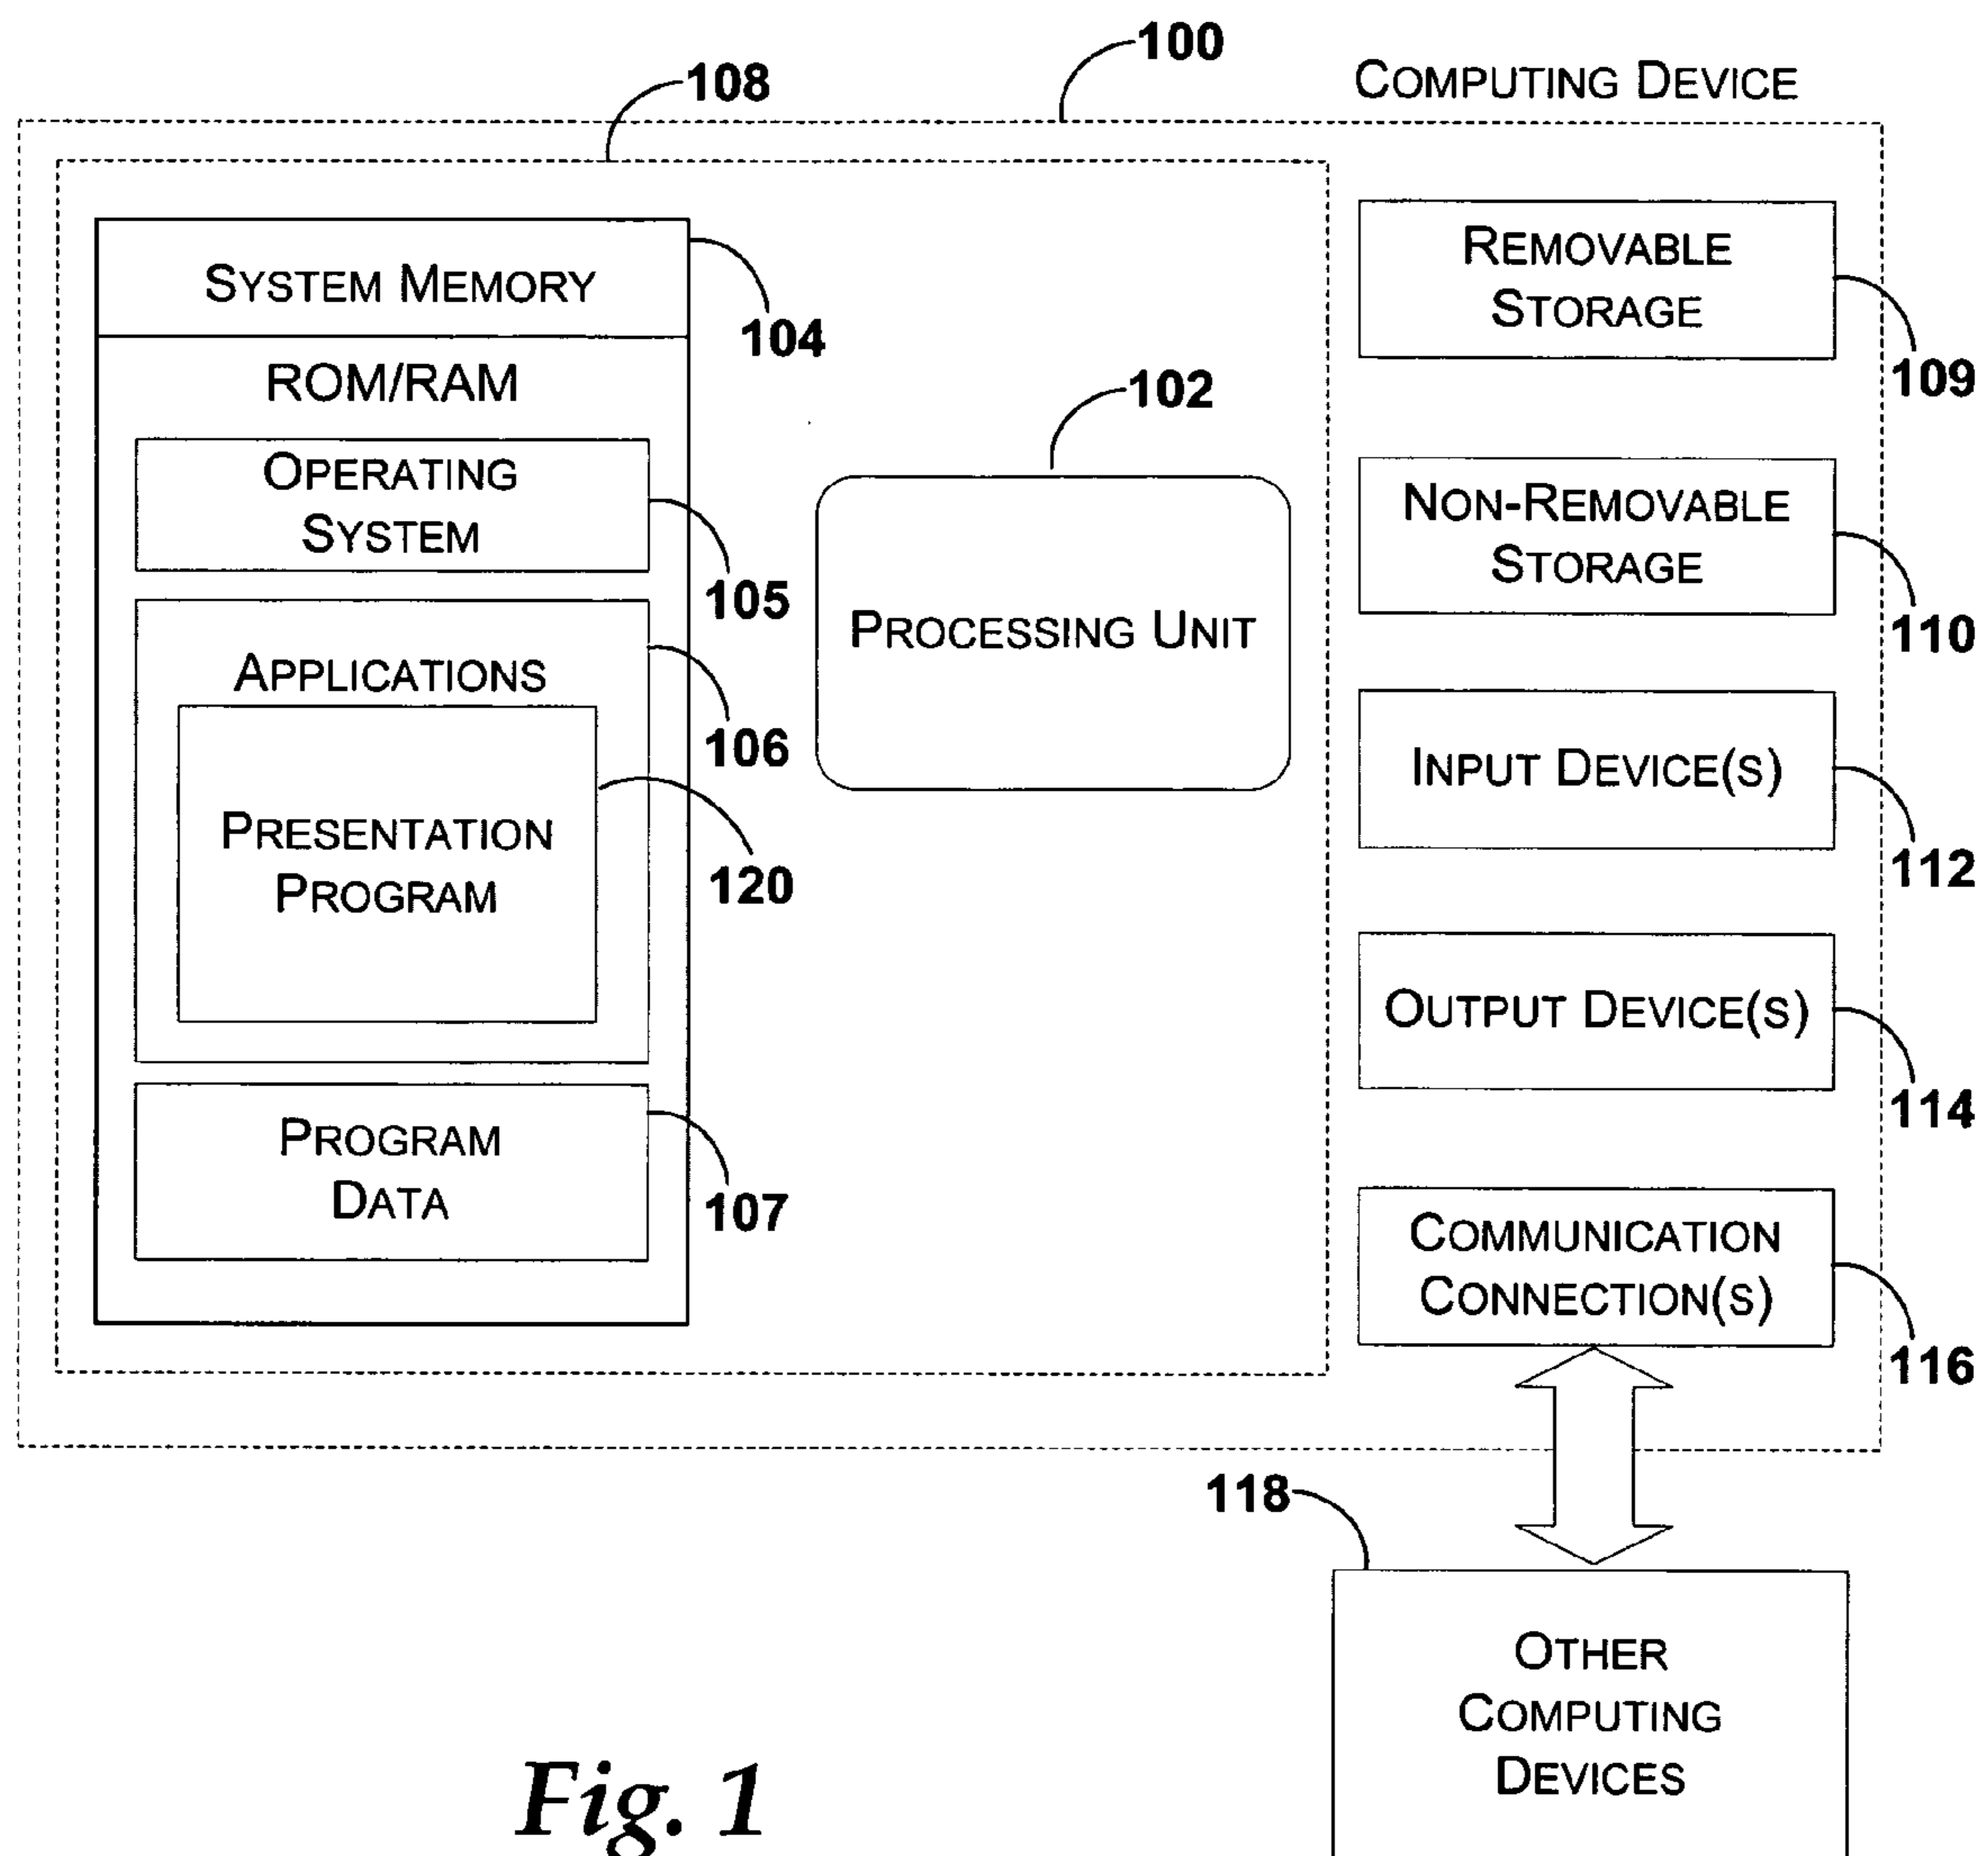 100
COMPUTING DEVICE
108
SYSTEM MEMORY
104
ROM/RAM
OPERATING
SYSTEM
105
APPLICATIONS
106
PRESENTATION
PROGRAM
120
PROGRAM
DATA
107
102
PROCESSING UNIT
REMOVABLE
STORAGE
109
NON-REMOVABLE
STORAGE
110
INPUT DEVICE(S)
112
OUTPUT DEVICE(S)
114
COMMUNICATION
CONNECTION(S)
116
118
OTHER
COMPUTING
DEVICES
Fig. 1